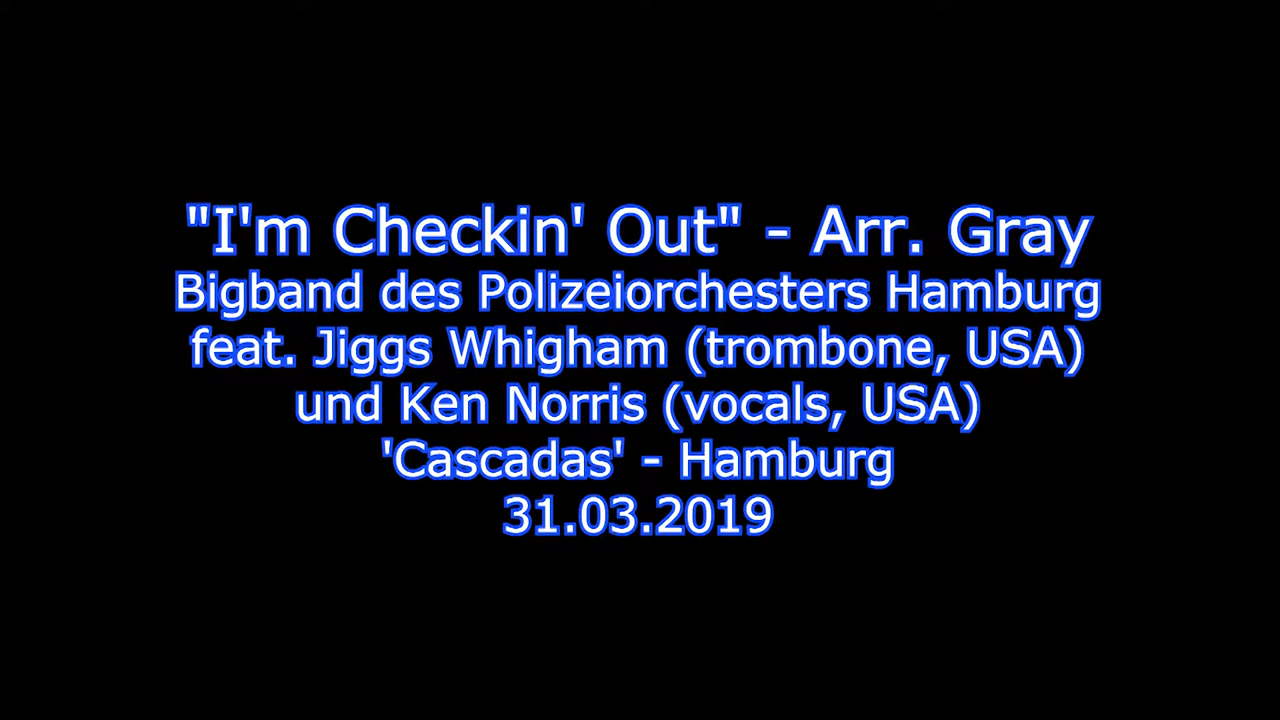 "I'm Checkin' Out" - Arr. Gray
Bigband des Polizeiorchesters Hamburg
feat. Jiggs Whigham (trombone, USA)
und Ken Norris (vocals, USA)
'Cascadas' - Hamburg
31.03.2019